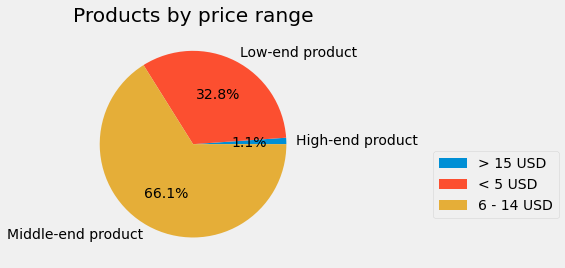 Products by price range
Low-end product
32.8%
1.1%
High-end product
66.1%
Middle-end product
> 15 USD
< 5 USD
6 - 14 USD